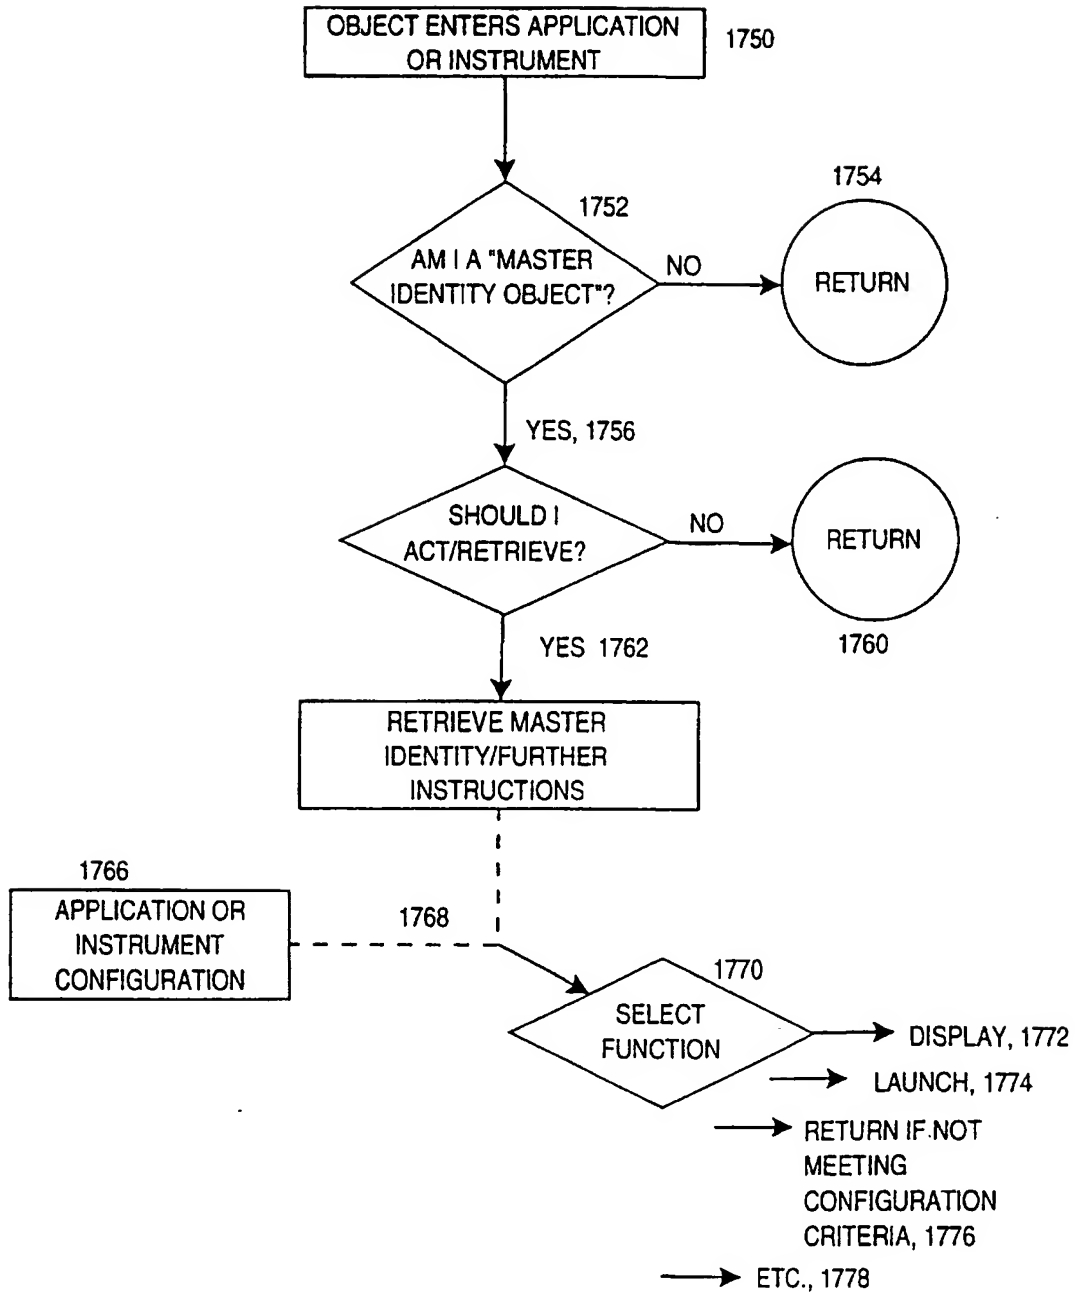 OBJECT ENTERS APPLICATION
OR INSTRUMENT
1750
1752
1754
AM I A "MASTER
IDENTITY OBJECT"?
NO
RETURN
YES, 1756
SHOULD I
ACT/RETRIEVE?
NO
RETURN
1760
YES 1762
RETRIEVE MASTER
IDENTITY/FURTHER
INSTRUCTIONS
1766
APPLICATION OR
INSTRUMENT
CONFIGURATION
1768
1770
SELECT
FUNCTION
DISPLAY, 1772
LAUNCH, 1774
RETURN IF NOT
MEETING
CONFIGURATION
CRITERIA, 1776
ETC., 1778